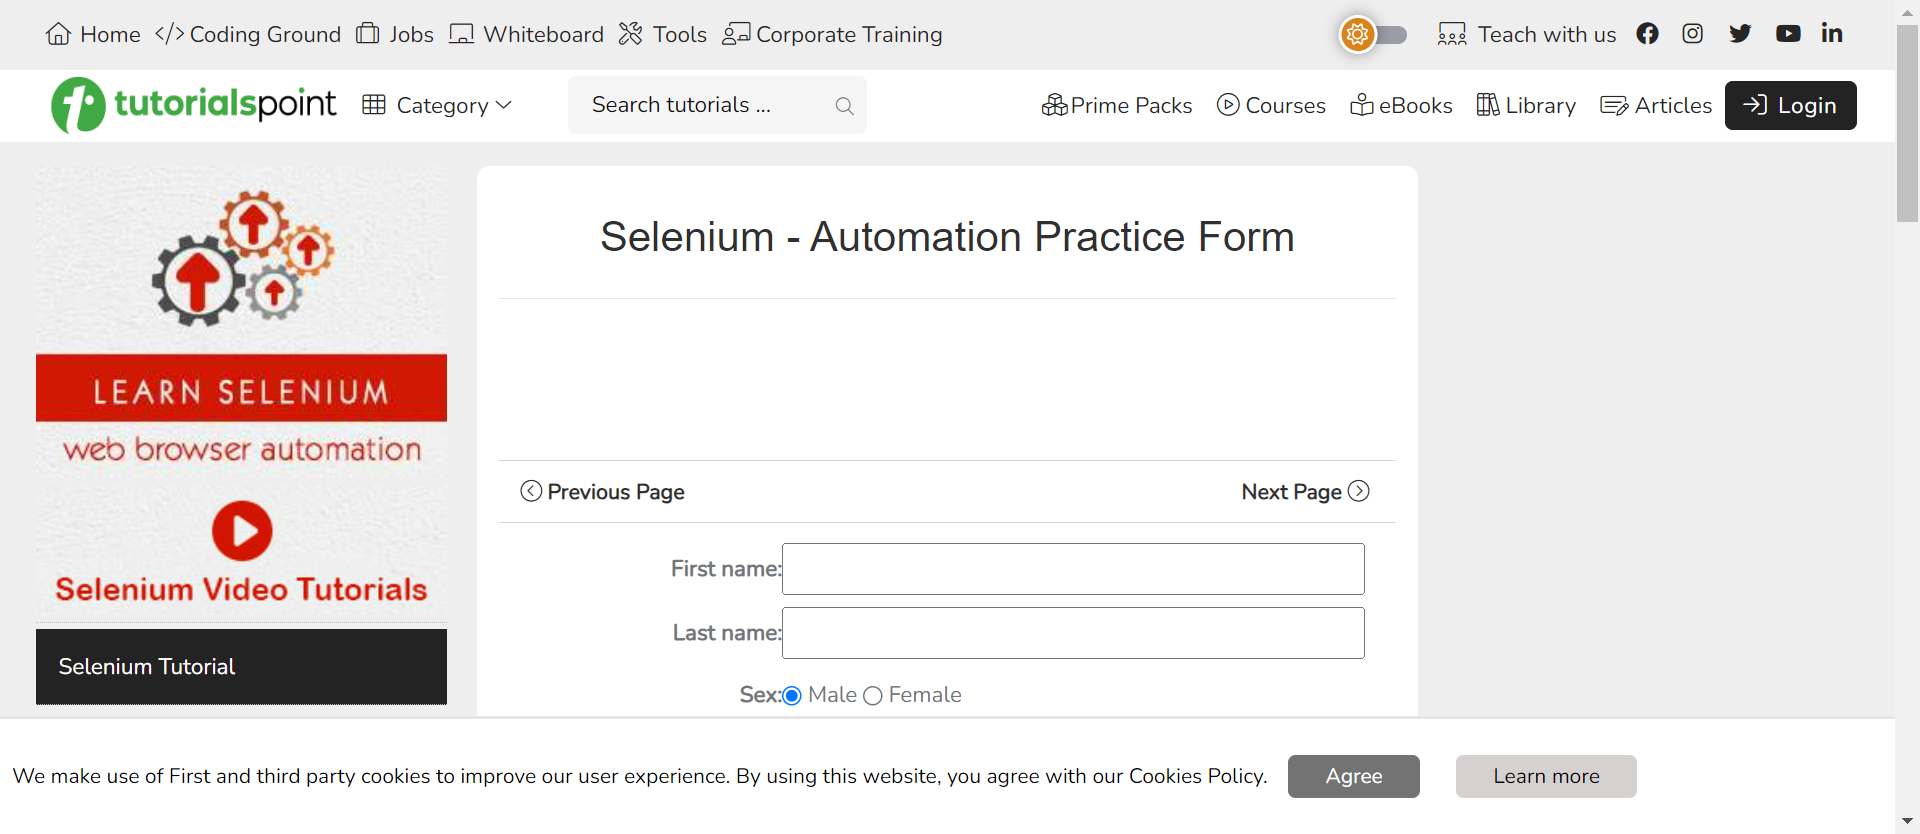 Home </> Coding Ground Jobs Whiteboard Tools Corporate Training Teach with us
tutorialspoint Category Search tutorials ... Prime Packs Courses eBooks Library Articles Login
LEARN SELENIUM
web browser automation
Selenium Video Tutorials
Selenium Tutorial
Selenium - Automation Practice Form
Previous Page Next Page
First name:
Last name:
Sex: Male Female
We make use of First and third party cookies to improve our user experience. By using this website, you agree with our Cookies Policy. Agree Learn more